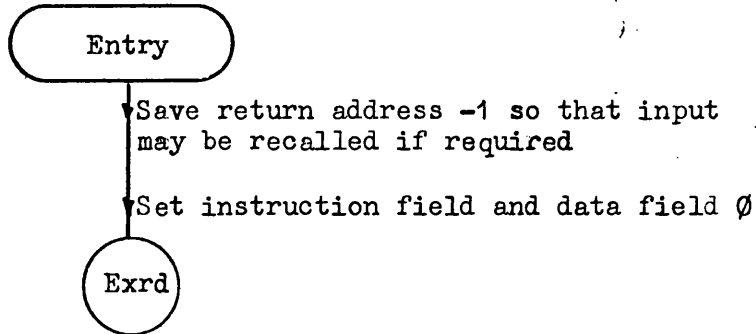 Entry
Save return address -1 so that input
may be recalled if required
Set instruction field and data field Ø
Exrd